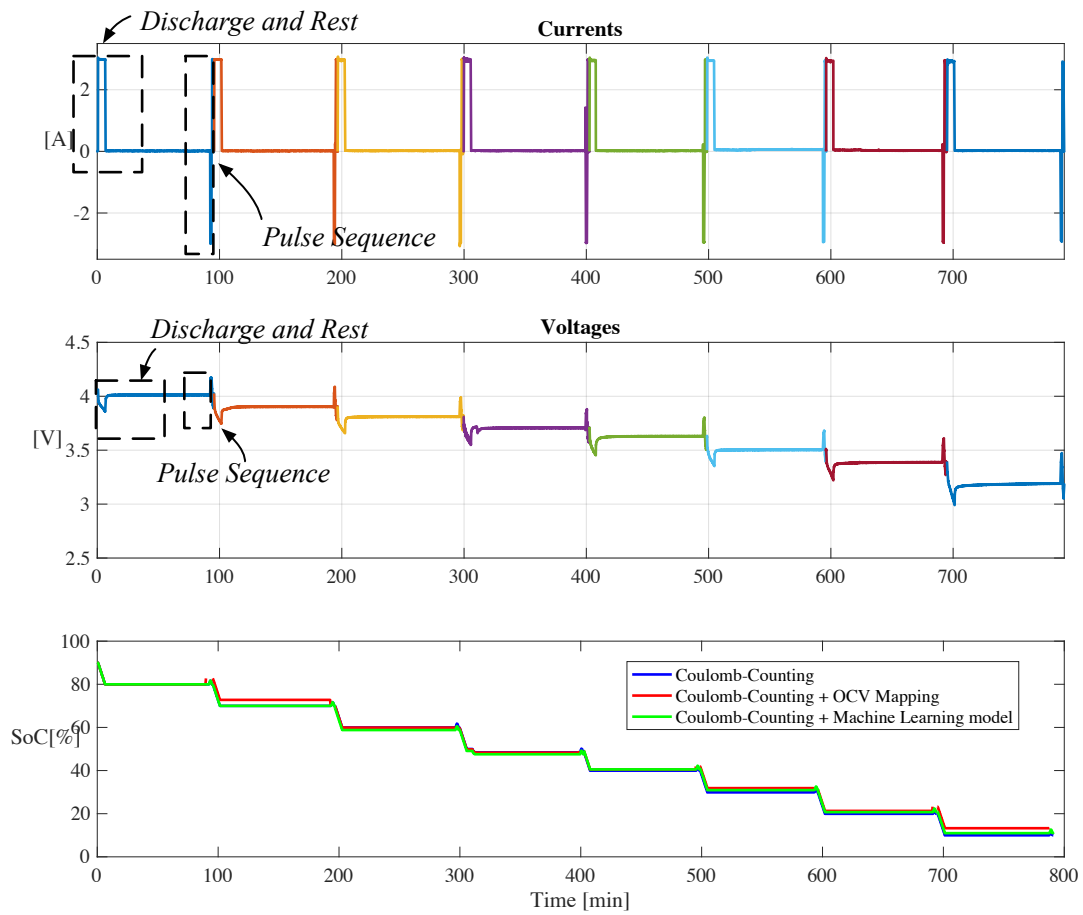 Discharge and Rest
Currents
2
[A]
0
-2
Pulse Sequence
0 100 200 300 400 500 600 700
Discharge and Rest
Voltages
4.5
4
[V]
3.5
3
2.5
Pulse Sequence
0 100 200 300 400 500 600 700
100
80
60
SoC[%]
40
20
0
Coulomb-Counting
Coulomb-Counting + OCV Mapping
Coulomb-Counting + Machine Learning model
0 100 200 300 400 500 600 700 800
Time [min]